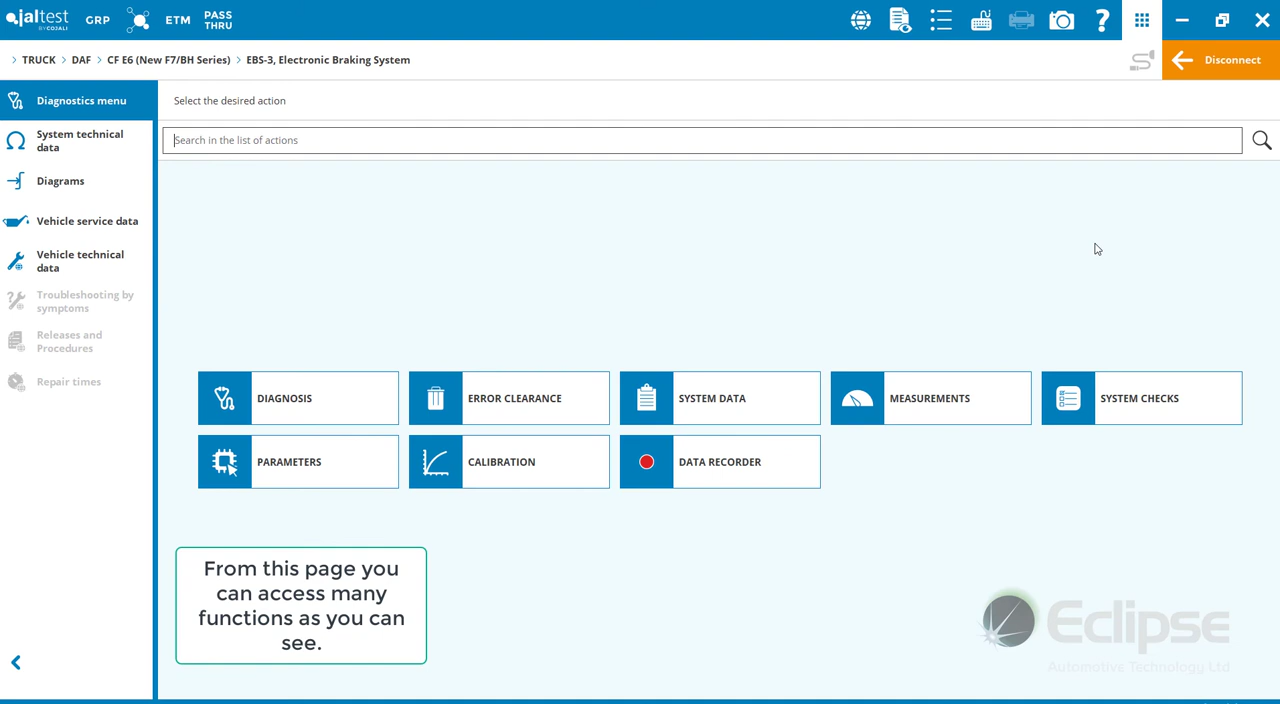 jaltest
BY COJALI
GRP
ETM
PASS
THRU
TRUCK
DAF
CF E6 (New F7/BH Series)
EBS-3, Electronic Braking System
Disconnect
Diagnostics menu
Select the desired action
System technical
data
Search in the list of actions
Diagrams
Vehicle service data
Vehicle technical
data
Troubleshooting by
symptoms
Releases and
Procedures
Repair times
DIAGNOSIS
ERROR CLEARANCE
SYSTEM DATA
MEASUREMENTS
SYSTEM CHECKS
PARAMETERS
CALIBRATION
DATA RECORDER
From this page you
can access many
functions as you can
see.
Eclipse
Automotive Technology Ltd